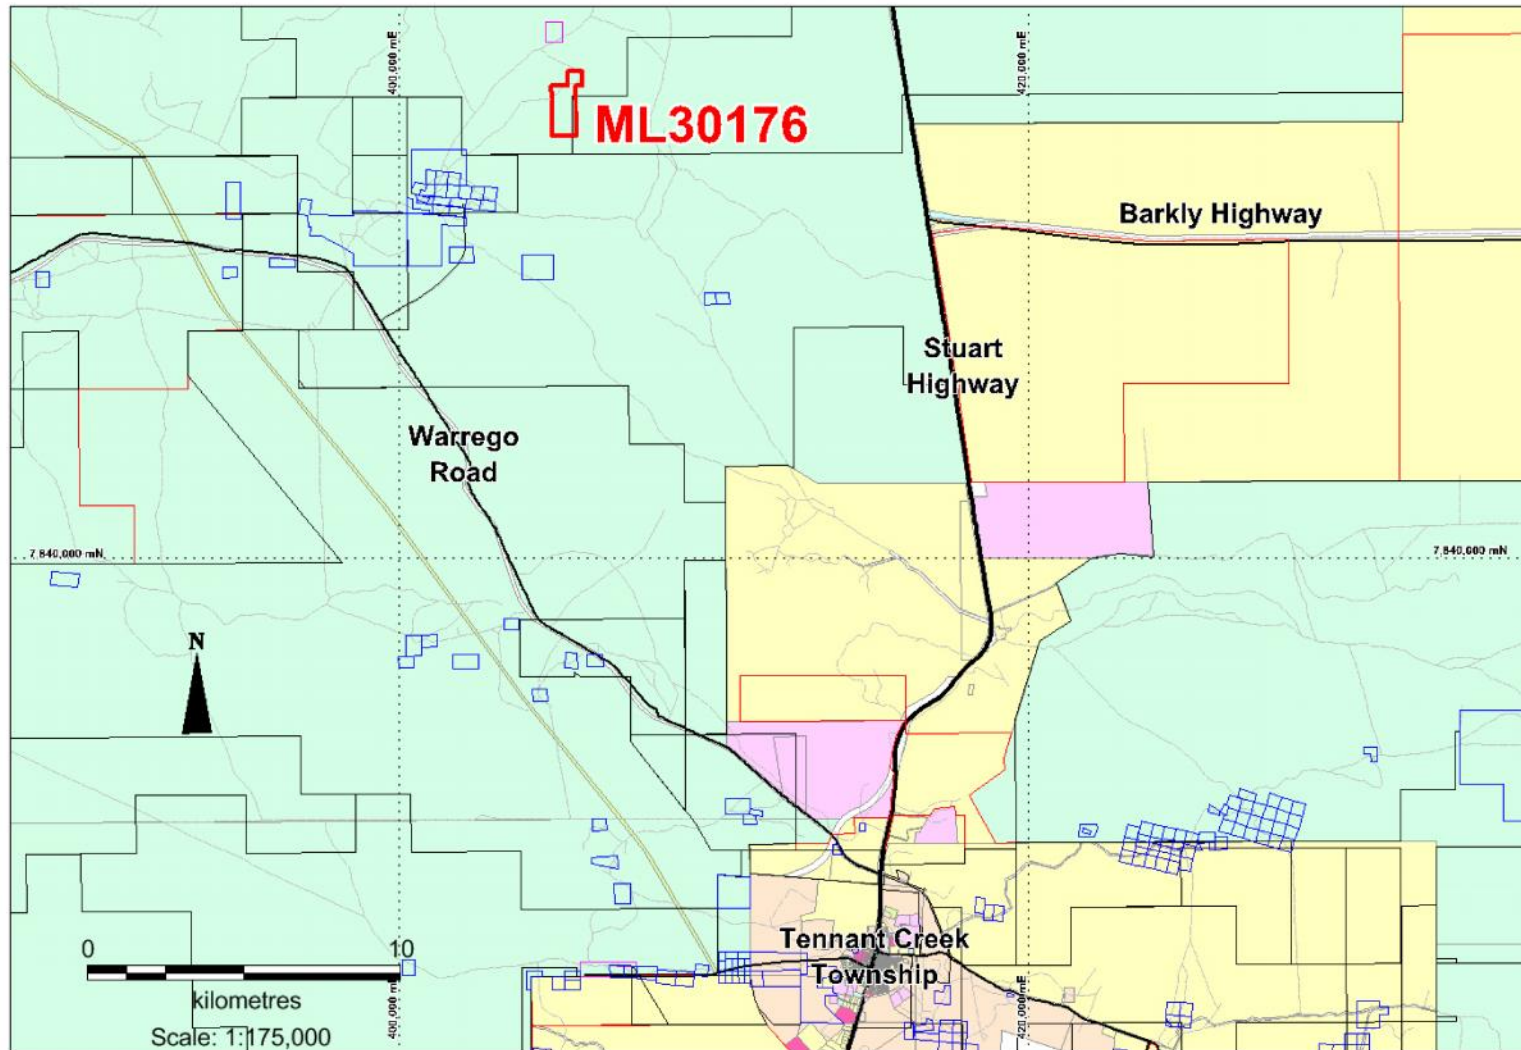 400,000 mE
420,000 mE
ML30176
Barkly Highway
Stuart
Highway
Warrego
Road
7,840,000 mN
7,840,000 mN
N
Tennant Creek
Township
0
10
kilometres
Scale: 1:175,000
400,000 mE
420,000 mE